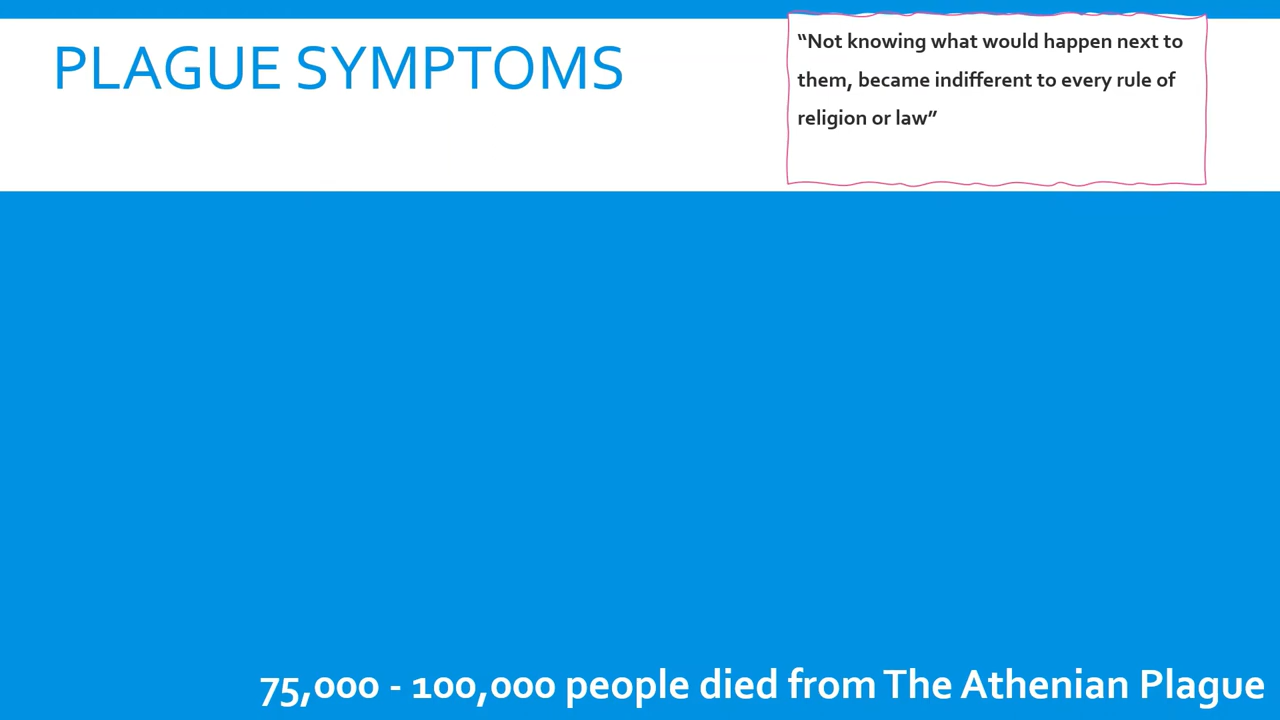 PLAGUE SYMPTOMS
“Not knowing what would happen next to
them, became indifferent to every rule of
religion or law”
75,000 - 100,000 people died from The Athenian Plague